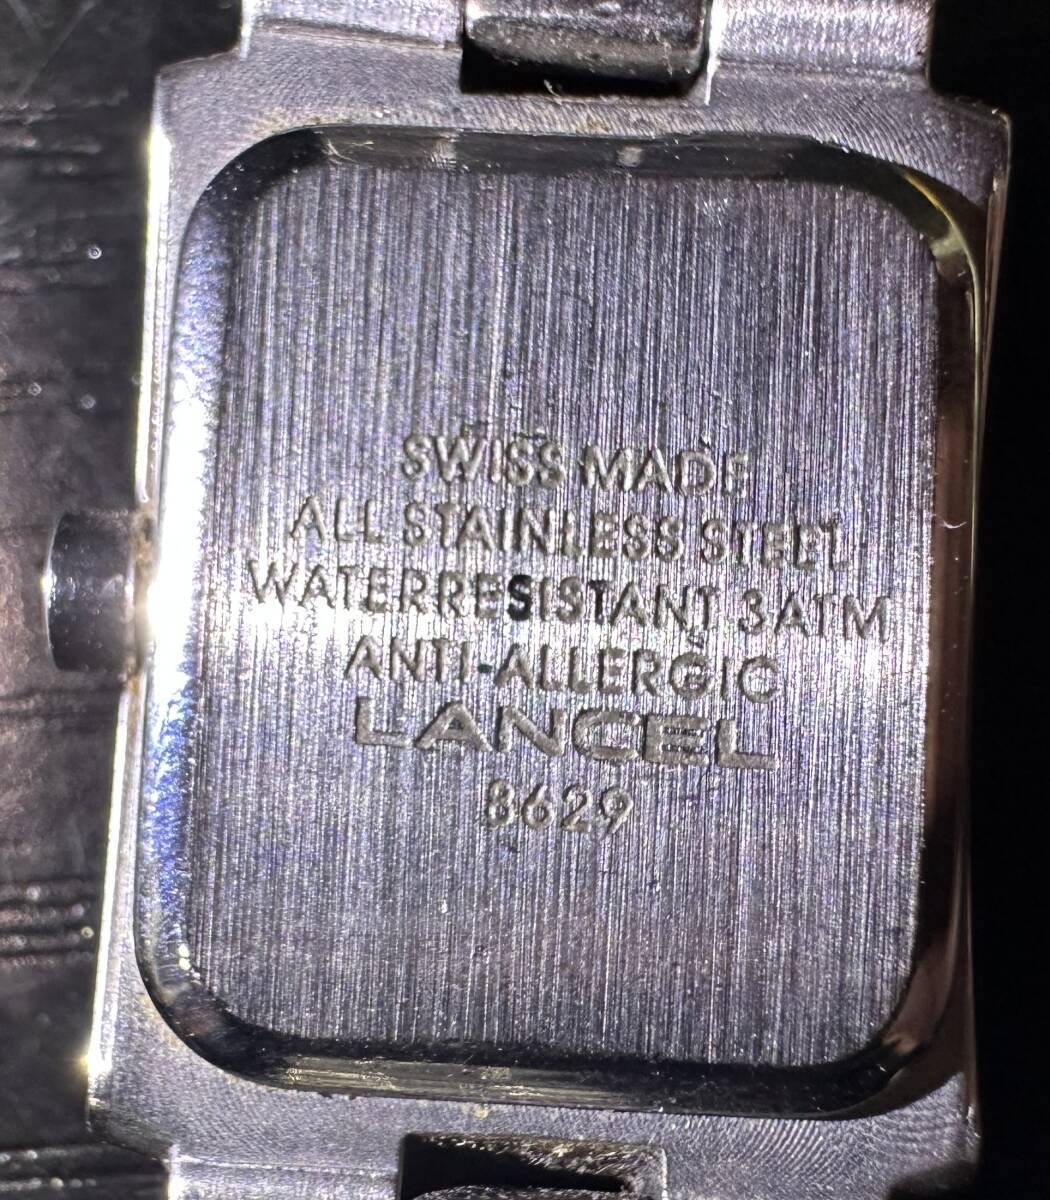 SWISS MADE
ALL STAINLESS STEEL
WATERRESISTANT 3ATM
ANTI-ALLERGIC
LANCEL
8629